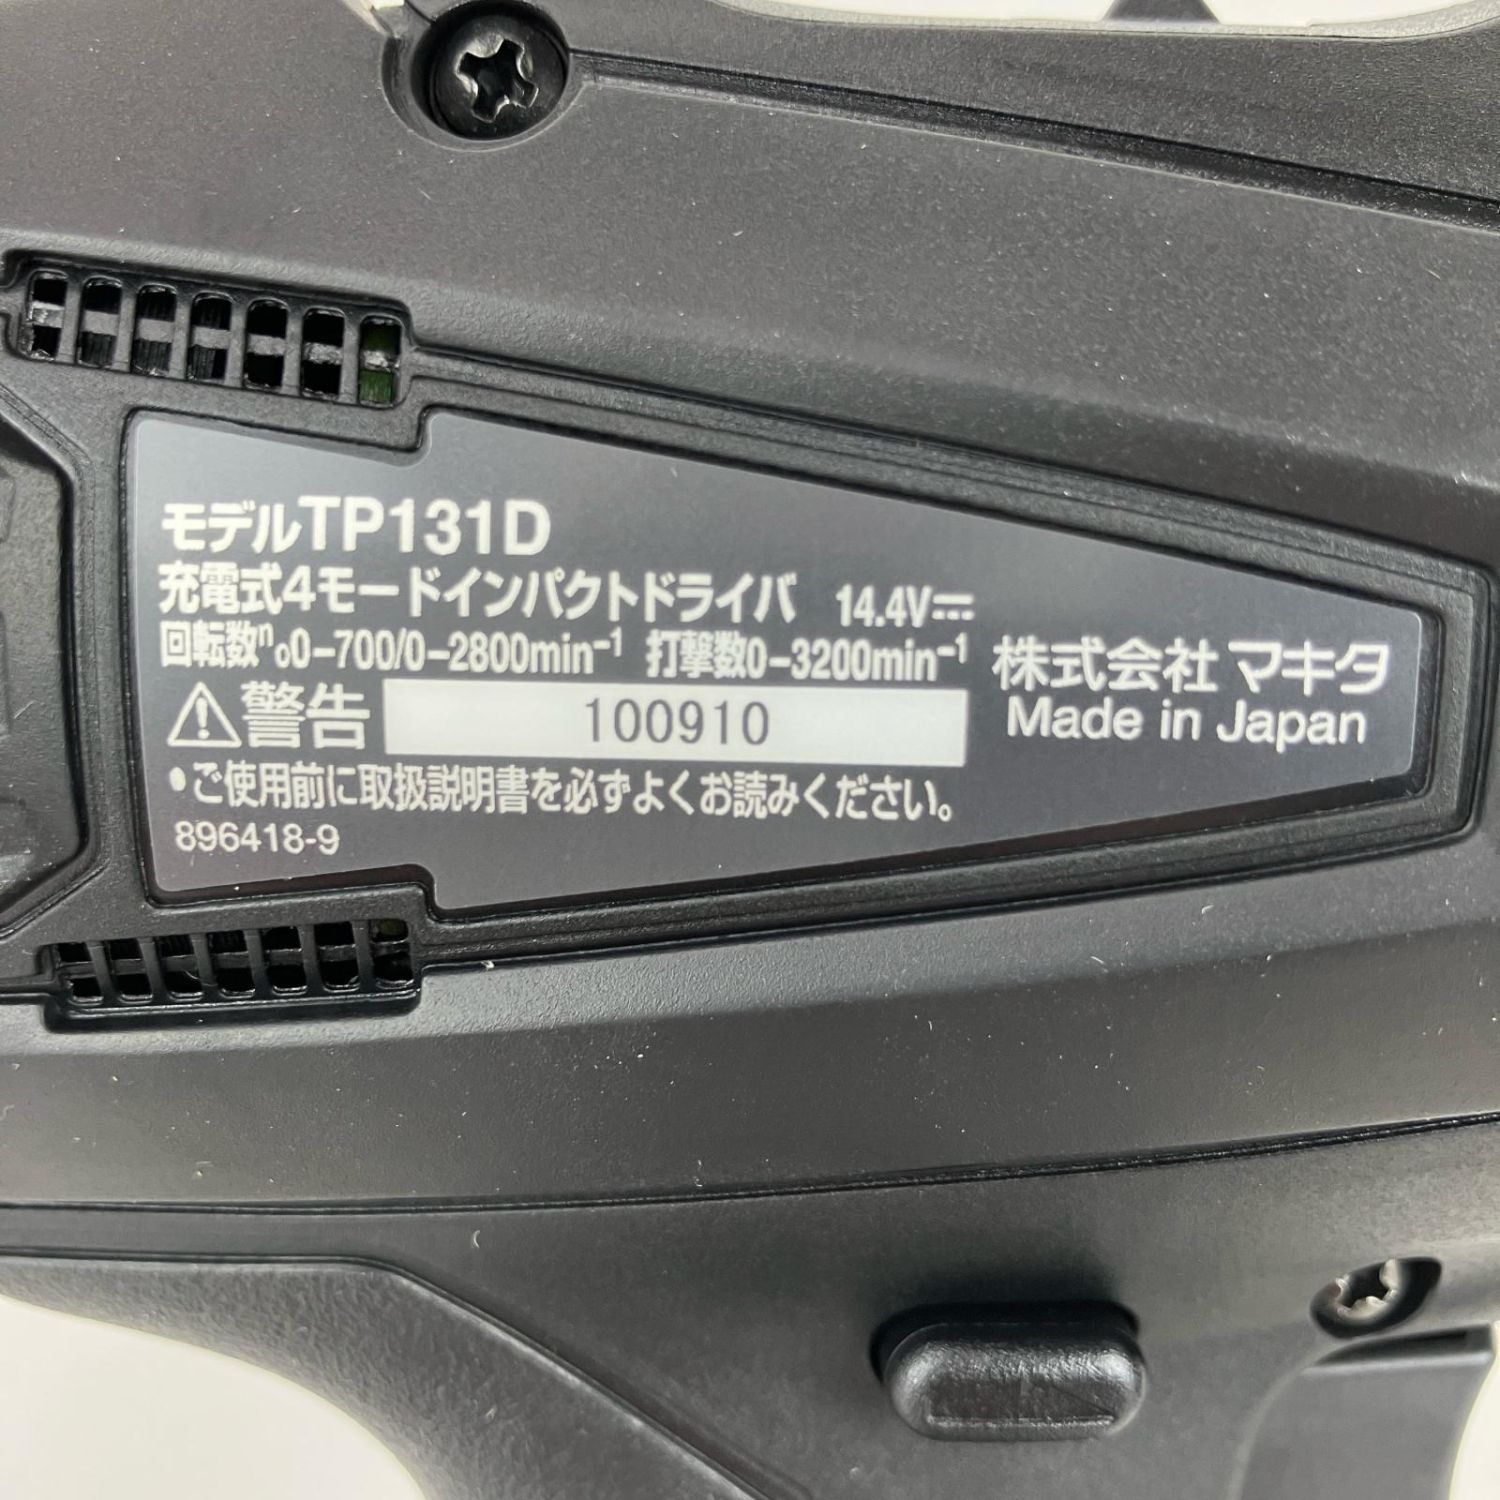 モデルTP131D
充電式4モードインパクトドライバ 14.4V⎓
回転数n₀0-700/0-2800min⁻¹ 打撃数0-3200min⁻¹
⚠警告 100910
•ご使用前に取扱説明書を必ずよくお読みください。
896418-9
株式会社マキタ
Made in Japan